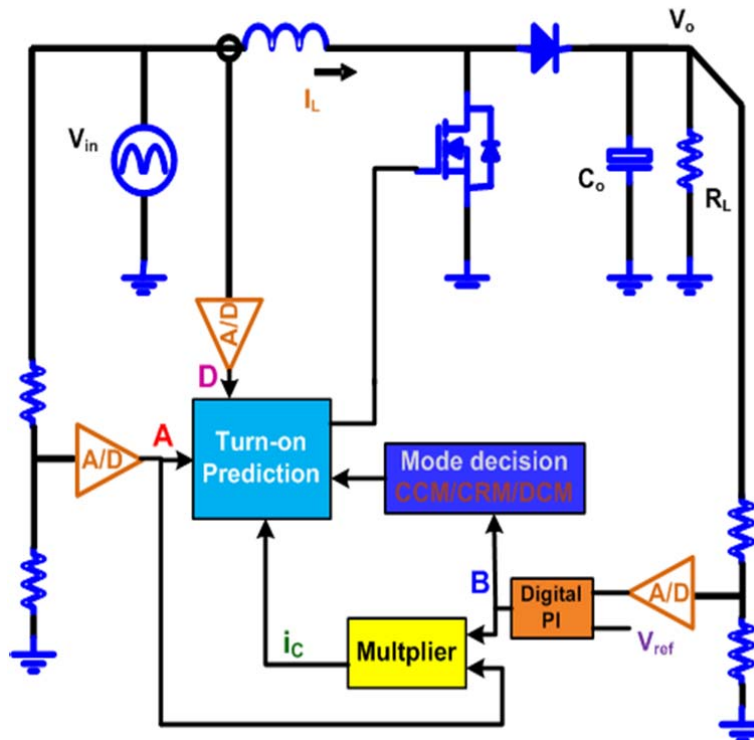 Vo
IL
Vin
Co
RL
A/D
D
A/D
A
Turn-on
Prediction
Mode decision
CCM/CRM/DCM
B
Digital
PI
A/D
Vref
iC
Multplier